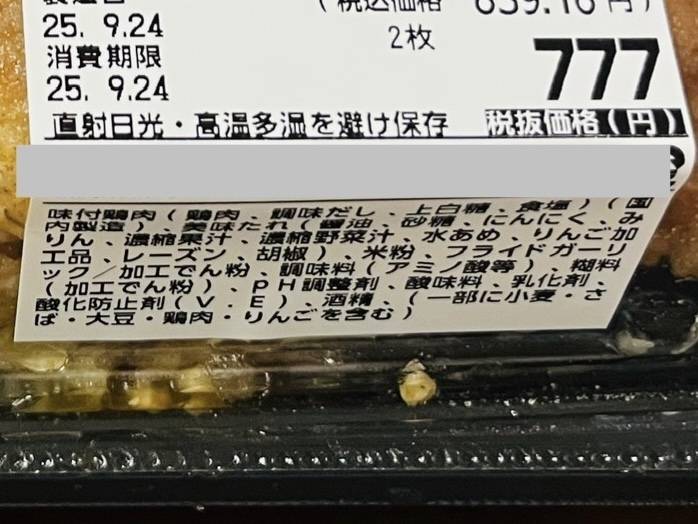 (税込価格 839.16円)
25. 9.24
2枚
777
消費期限
25. 9.24
直射日光・高温多湿を避け保存
税抜価格(円)
味付鶏肉(鶏肉、調味だし、上白糖、食塩)(国
内製造)美味たれ(醤油、砂糖、にんにく、み
りん、濃縮果汁、濃縮野菜汁、水あめ、りんご加
工品、レーズン、胡椒)、米粉、フライドガーリ
ック/加工でん粉、調味料(アミノ酸等)、糊料
(加工でん粉)、PH調整剤、酸味料、乳化剤、
酸化防止剤(V.E)、酒精、(一部に小麦・さ
ば・大豆・鶏肉・りんごを含む)